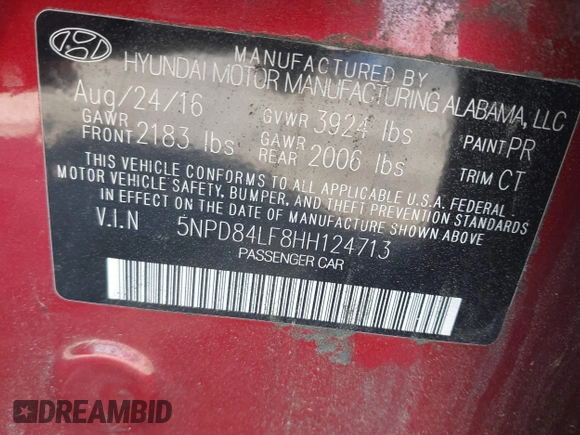 MANUFACTURED BY
HYUNDAI MOTOR MANUFACTURING ALABAMA, LLC
Aug/24/16 GVWR 3924 lbs PAINT PR
GAWR FRONT 2183 lbs GAWR REAR 2006 lbs TRIM CT
THIS VEHICLE CONFORMS TO ALL APPLICABLE U.S.A. FEDERAL
MOTOR VEHICLE SAFETY, BUMPER, AND THEFT PREVENTION STANDARDS
IN EFFECT ON THE DATE OF MANUFACTURE SHOWN ABOVE
V.I.N 5NPD84LF8HH124713
PASSENGER CAR
DREAMBID